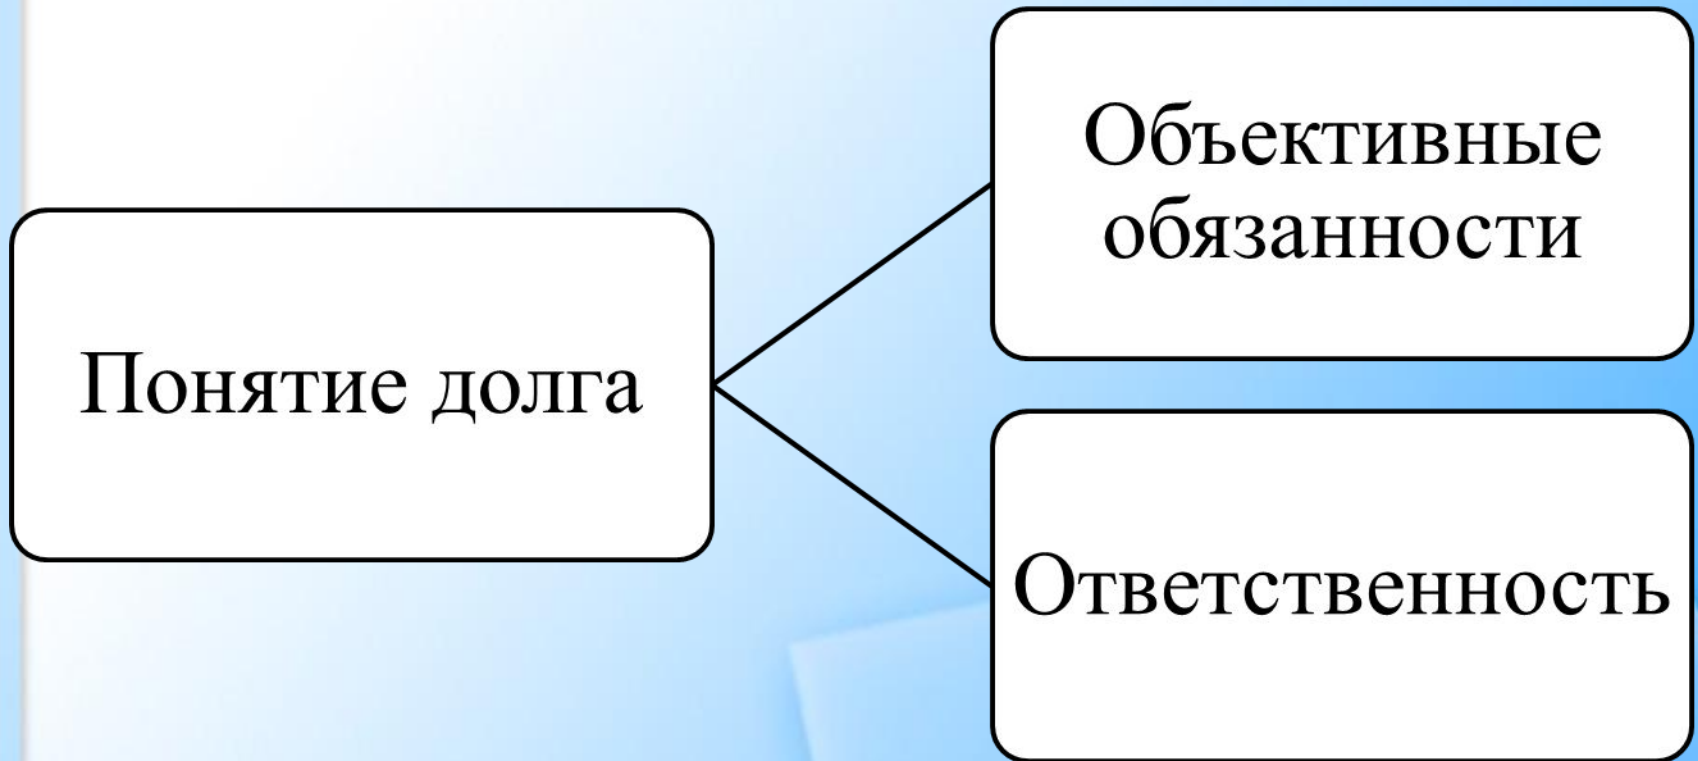 Понятие долга
Объективные
обязанности
Ответственность